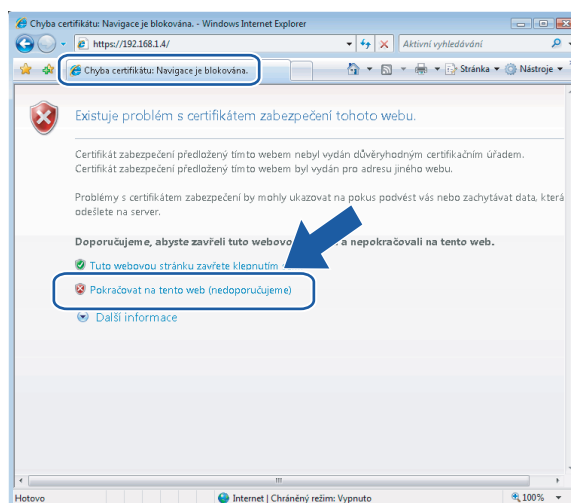 Chyba certifikátu: Navigace je blokována. - Windows Internet Explorer
https://192.168.1.4/
Aktivní vyhledávání
Chyba certifikátu: Navigace je blokována.
Stránka
Nástroje
Existuje problém s certifikátem zabezpečení tohoto webu.
Certifikát zabezpečení předložený tímto webem nebyl vydán důvěryhodným certifikačním úřadem.
Certifikát zabezpečení předložený tímto webem byl vydán pro adresu jiného webu.
Problémy s certifikátem zabezpečení by mohly ukazovat na pokus podvést vás nebo zachytávat data, která
odešlete na server.
Doporučujeme, abyste zavřeli tuto webovo a nepokračovali na tento web.
Tuto webovou stránku zavřete klepnutím
Pokračovat na tento web (nedoporučujeme)
Další informace
Hotovo
Internet | Chráněný režim: Vypnuto
100%